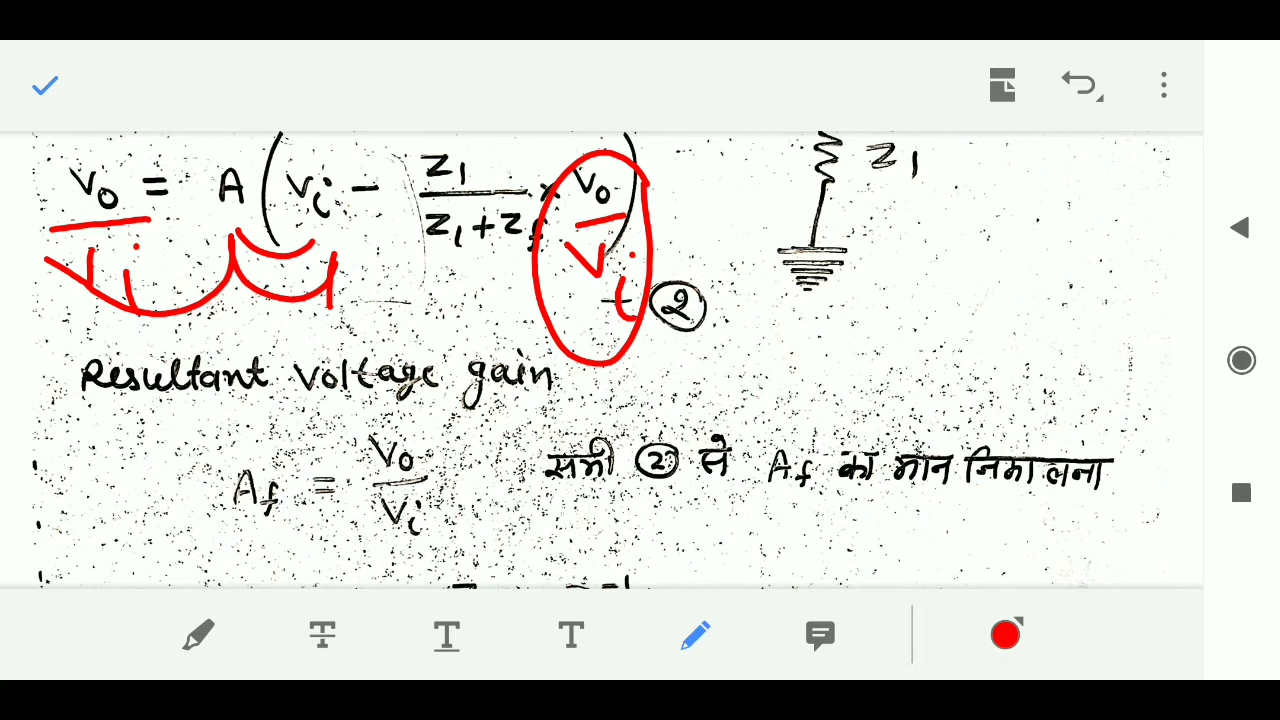 V₀ = A ( Vᵢ - Z₁ / (Z₁ + Z_f) × V₀ ) Z₁
Vᵢ Vᵢ
- ②
Resultant voltage gain
A_f = V₀ / Vᵢ समी ② से A_f का मान निकालना